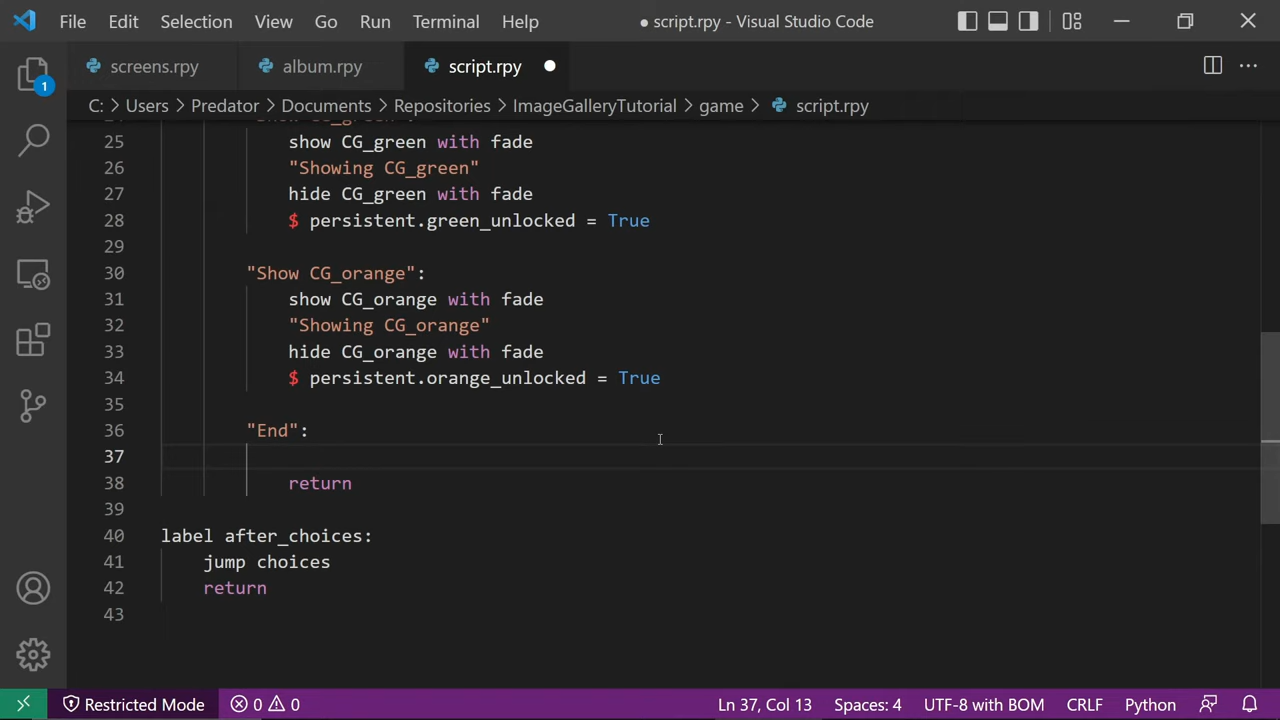 File Edit Selection View Go Run Terminal Help ● script.rpy - Visual Studio Code
screens.rpy album.rpy script.rpy
C: > Users > Predator > Documents > Repositories > ImageGalleryTutorial > game > script.rpy
24 "Show CG_green":
25 show CG_green with fade
26 "Showing CG_green"
27 hide CG_green with fade
28 $ persistent.green_unlocked = True
29
30 "Show CG_orange":
31 show CG_orange with fade
32 "Showing CG_orange"
33 hide CG_orange with fade
34 $ persistent.orange_unlocked = True
35
36 "End":
37
38 return
39
40 label after_choices:
41 jump choices
42 return
43
1
Restricted Mode 0 0 Ln 37, Col 13 Spaces: 4 UTF-8 with BOM CRLF Python